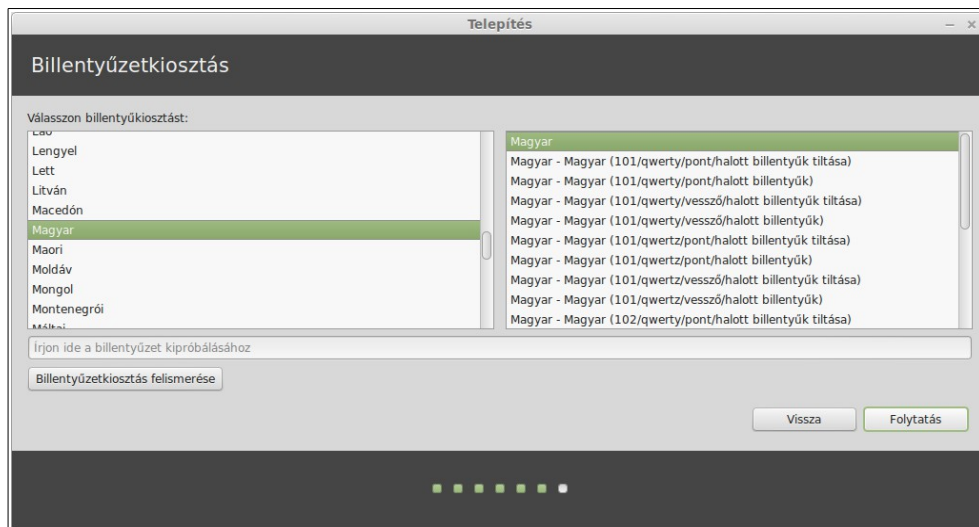 Telepítés
Billentyűzetkiosztás
Válasszon billentyűkiosztást:
Lao
Lengyel
Lett
Litván
Macedón
Magyar
Maori
Moldáv
Mongol
Montenegrói
Máltai
Magyar
Magyar - Magyar (101/qwerty/pont/halott billentyűk tiltása)
Magyar - Magyar (101/qwerty/pont/halott billentyűk)
Magyar - Magyar (101/qwerty/vessző/halott billentyűk tiltása)
Magyar - Magyar (101/qwerty/vessző/halott billentyűk)
Magyar - Magyar (101/qwertz/pont/halott billentyűk tiltása)
Magyar - Magyar (101/qwertz/pont/halott billentyűk)
Magyar - Magyar (101/qwertz/vessző/halott billentyűk tiltása)
Magyar - Magyar (101/qwertz/vessző/halott billentyűk)
Magyar - Magyar (102/qwerty/pont/halott billentyűk tiltása)
Írjon ide a billentyűzet kipróbálásához
Billentyűzetkiosztás felismerése
Vissza
Folytatás